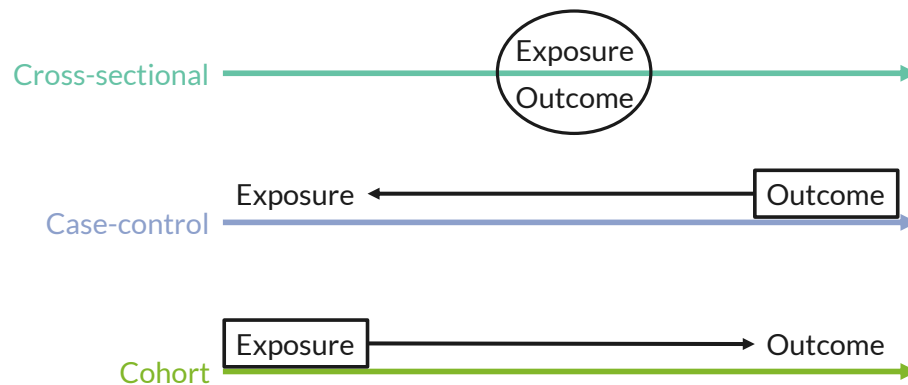 Exposure
Cross-sectional
Outcome
Exposure
Outcome
Case-control
Exposure
Outcome
Cohort